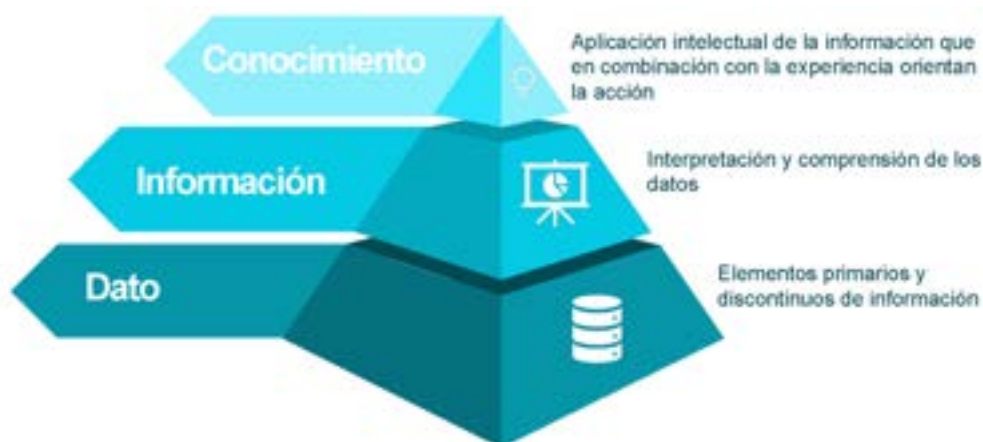 Conocimiento
Aplicación intelectual de la información que
en combinación con la experiencia orientan
la acción
Información
Interpretación y comprensión de los
datos
Dato
Elementos primarios y
discontinuos de información